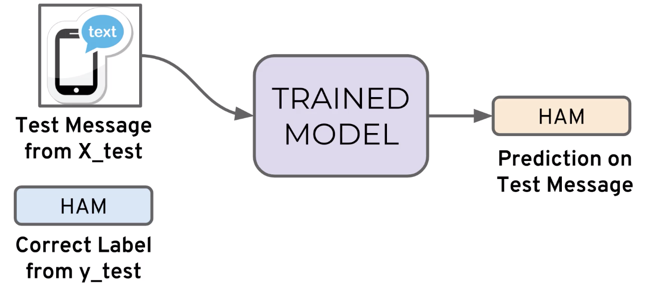 text
Test Message
from X_test
TRAINED
MODEL
HAM
Prediction on
Test Message
HAM
Correct Label
from y_test